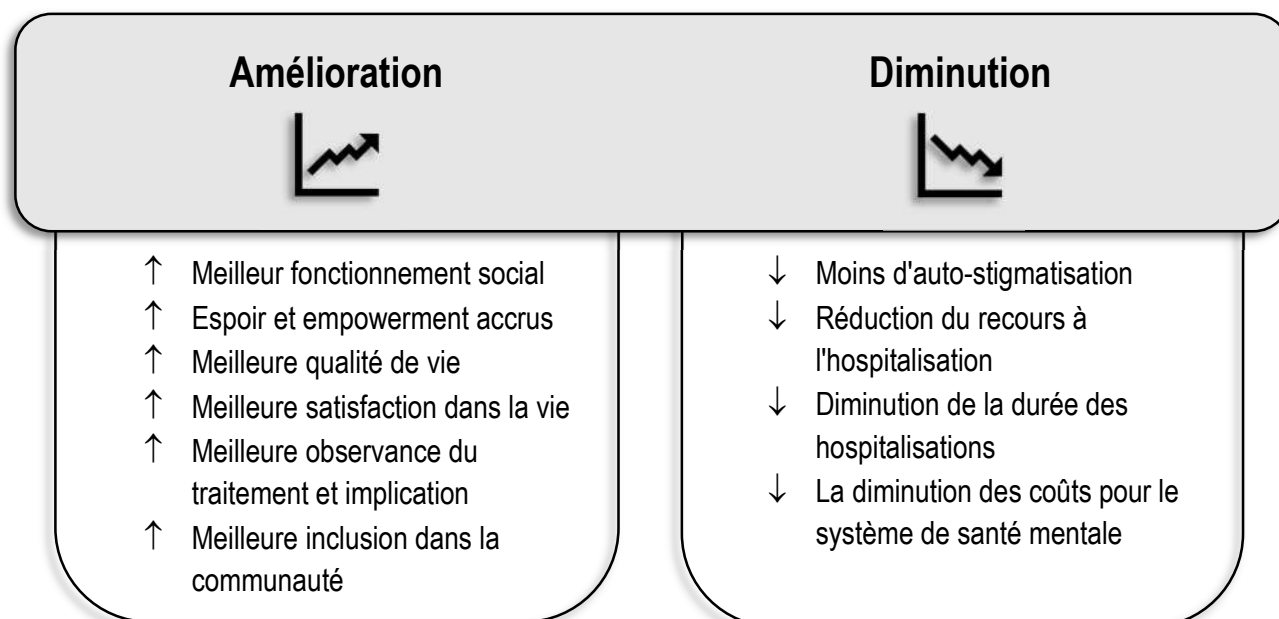 Amélioration
Diminution
↑ Meilleur fonctionnement social
↑ Espoir et empowerment accrus
↑ Meilleure qualité de vie
↑ Meilleure satisfaction dans la vie
↑ Meilleure observance du
traitement et implication
↑ Meilleure inclusion dans la
communauté
↓ Moins d'auto-stigmatisation
↓ Réduction du recours à
l'hospitalisation
↓ Diminution de la durée des
hospitalisations
↓ La diminution des coûts pour le
système de santé mentale